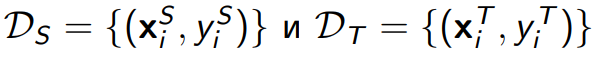 𝒟_S = {(𝐱_i^S, y_i^S)} и 𝒟_T = {(𝐱_i^T, y_i^T)}